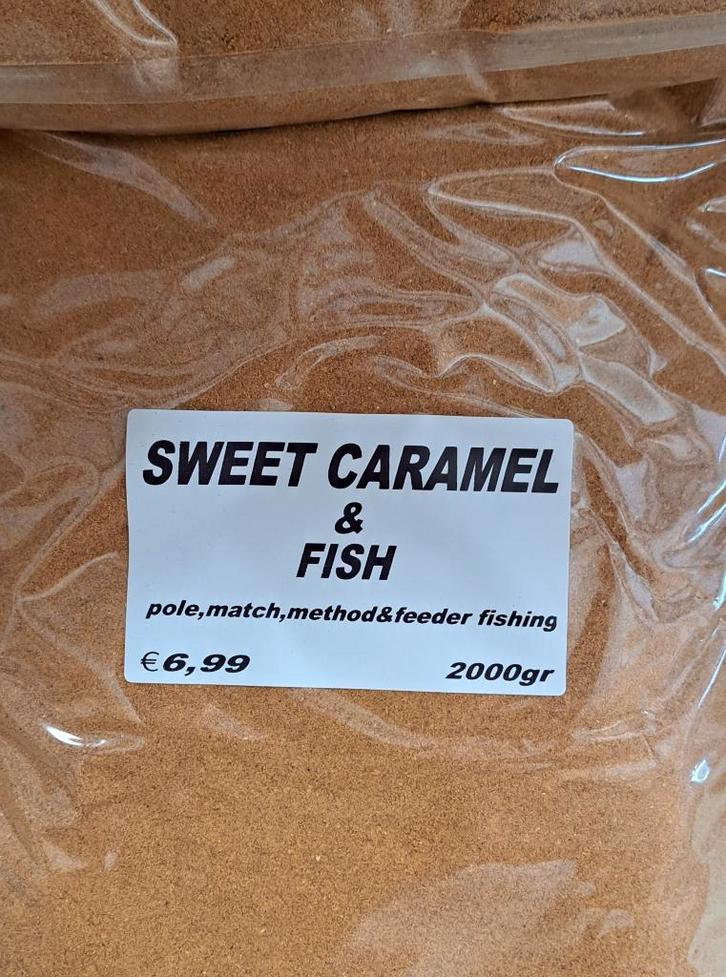 SWEET CARAMEL
&
FISH
pole,match,method&feeder fishing
€6,99 2000gr